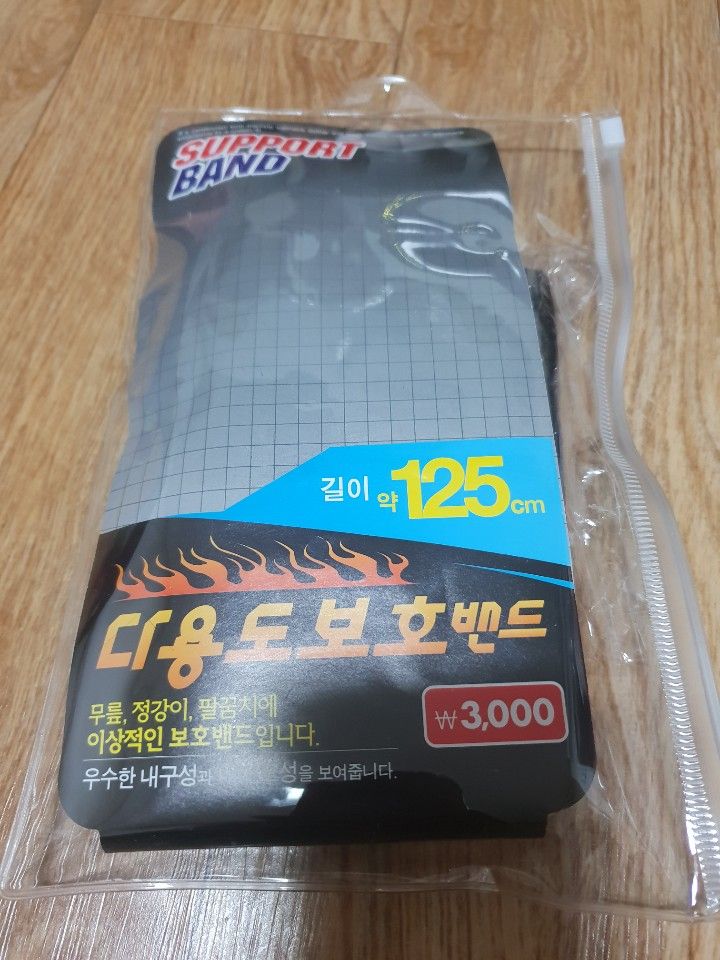 SUPPORT
BAND
길이 약 125cm
다용도보호밴드
무릎, 정강이, 팔꿈치에
이상적인 보호밴드입니다.
₩3,000
우수한 내구성과 성을 보여줍니다.